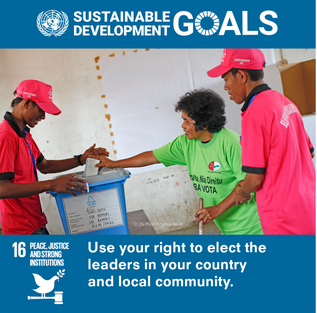 SUSTAINABLE
DEVELOPMENT
GOALS
VOTA
16 PEACE, JUSTICE
AND STRONG
INSTITUTIONS
Use your right to elect the
leaders in your country
and local community.